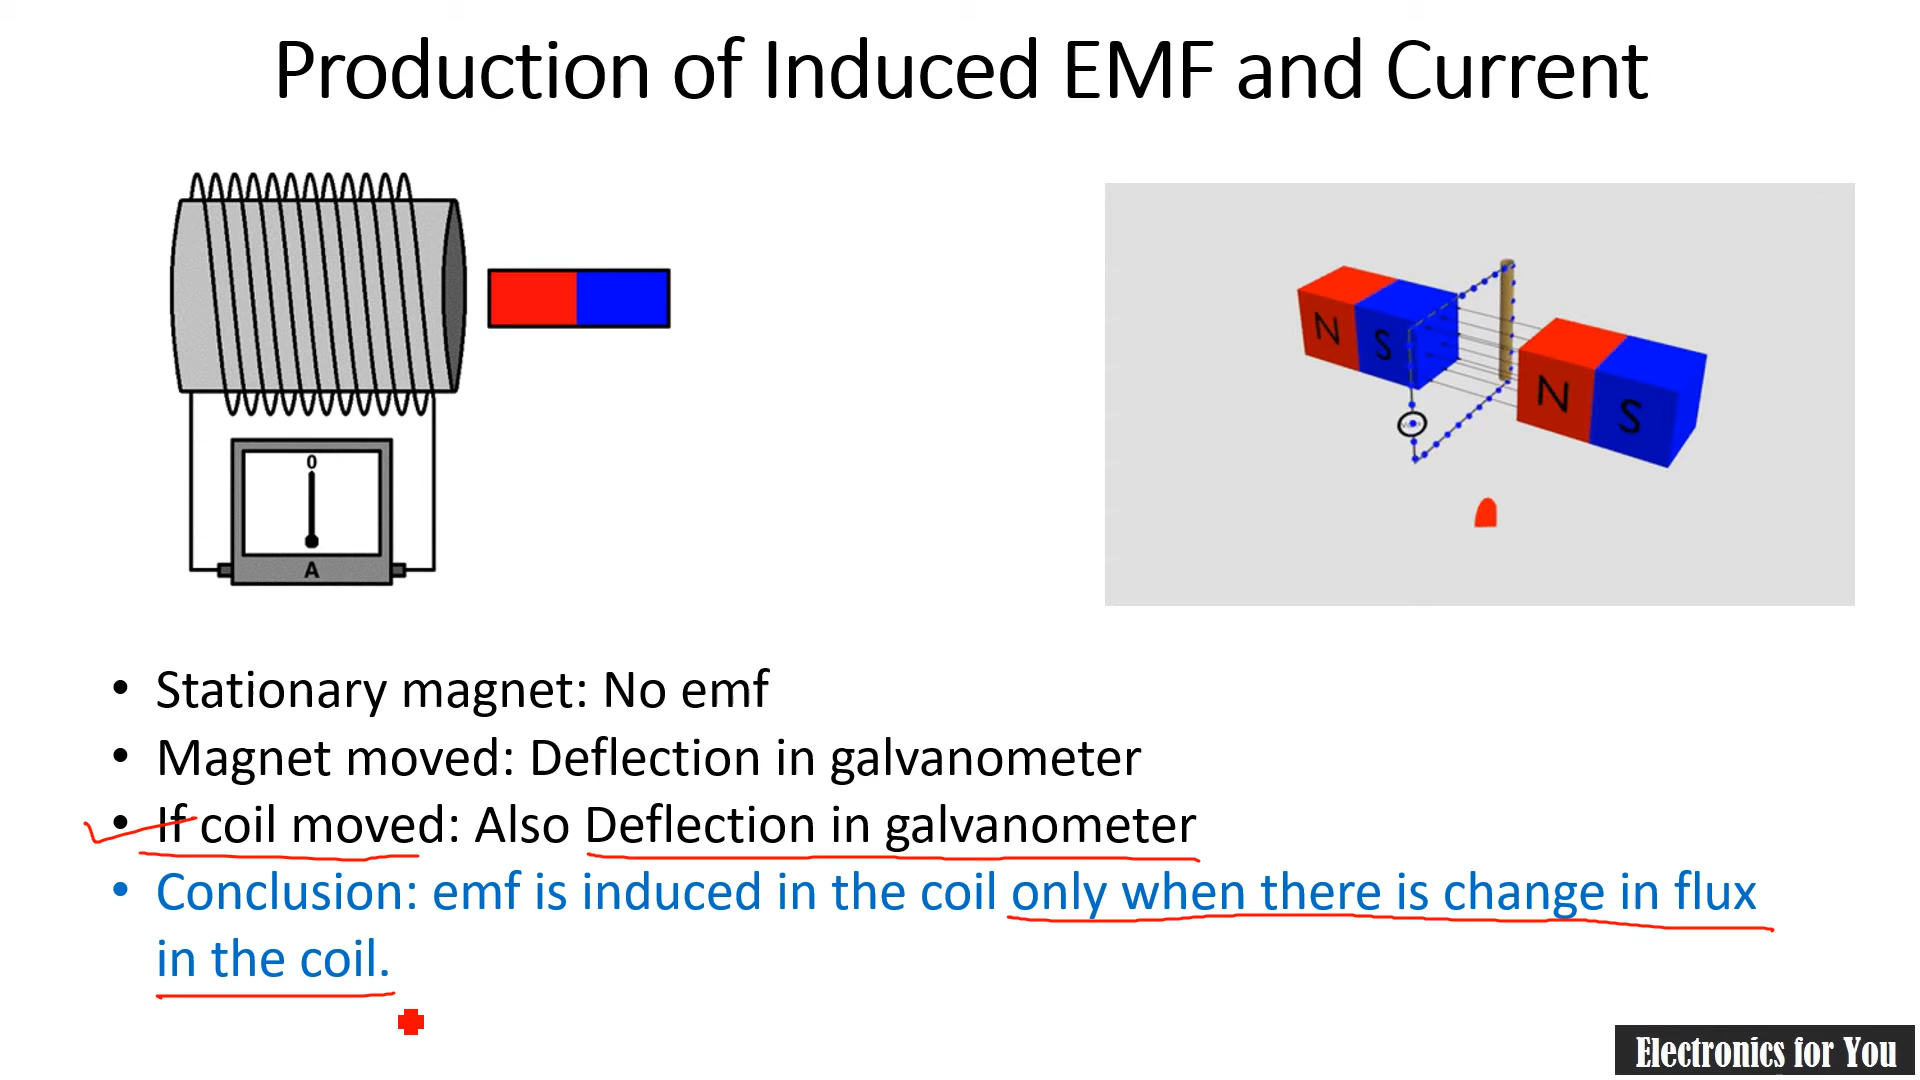 Production of Induced EMF and Current
0
A
N S
N S
• Stationary magnet: No emf
• Magnet moved: Deflection in galvanometer
• If coil moved: Also Deflection in galvanometer
• Conclusion: emf is induced in the coil only when there is change in flux
in the coil.
Electronics for You